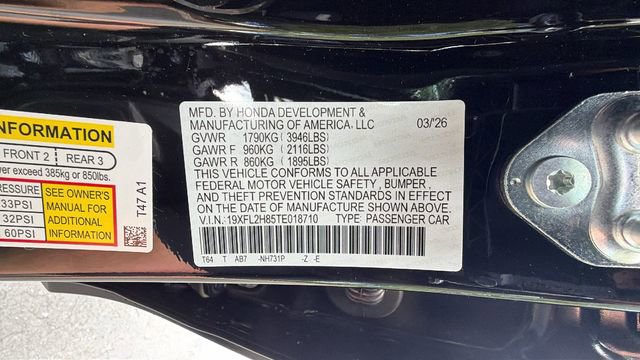 INFORMATION
FRONT 2 REAR 3
er exceed 385kg or 850lbs.
PRESSURE
33PSI
32PSI
60PSI
SEE OWNER'S
MANUAL FOR
ADDITIONAL
INFORMATION
T47 A1
MFD. BY HONDA DEVELOPMENT &
MANUFACTURING OF AMERICA, LLC 03/'26
GVWR 1790KG (3946LBS)
GAWR F 960KG (2116LBS)
GAWR R 860KG (1895LBS)
THIS VEHICLE CONFORMS TO ALL APPLICABLE
FEDERAL MOTOR VEHICLE SAFETY , BUMPER ,
AND THEFT PREVENTION STANDARDS IN EFFECT
ON THE DATE OF MANUFACTURE SHOWN ABOVE.
V.I.N. 19XFL2H85TE018710 TYPE: PASSENGER CAR
T64 T AB7 -NH731P -Z -E